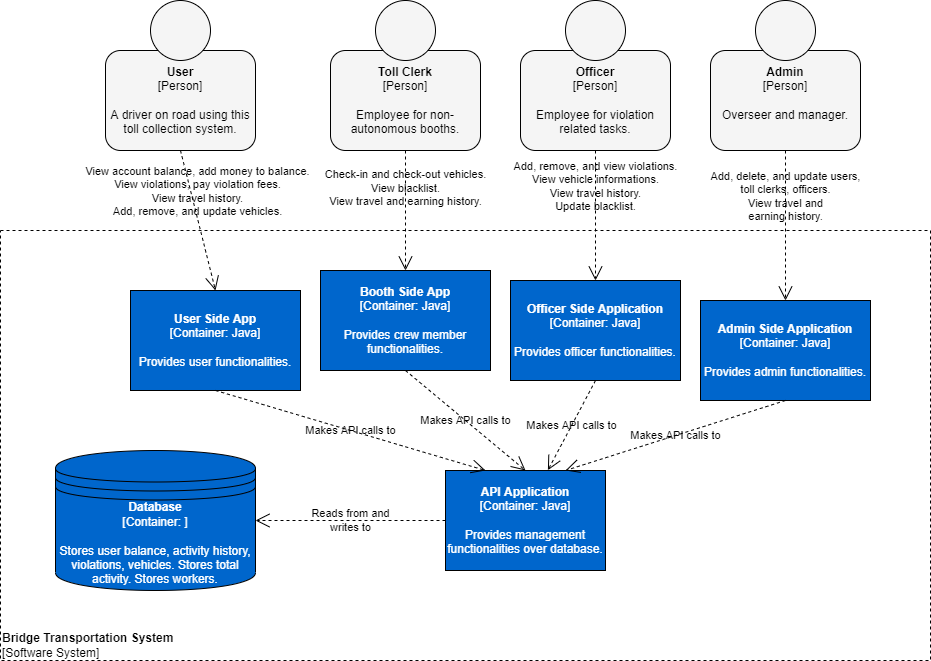 User
[Person]
A driver on road using this
toll collection system.
Toll Clerk
[Person]
Employee for non-
autonomous booths.
Officer
[Person]
Employee for violation
related tasks.
Admin
[Person]
Overseer and manager.
View account balance, add money to balance.
View violations, pay violation fees.
View travel history.
Add, remove, and update vehicles.
Check-in and check-out vehicles.
View blacklist.
View travel and earning history.
Add, remove, and view violations.
View vehicle informations.
View travel history.
Update blacklist.
Add, delete, and update users,
toll clerks, officers.
View travel and
earning history.
User Side App
[Container: Java]
Provides user functionalities.
Booth Side App
[Container: Java]
Provides crew member
functionalities.
Officer Side Application
[Container: Java]
Provides officer functionalities.
Admin Side Application
[Container: Java]
Provides admin functionalities.
Makes API calls to
Makes API calls to
Makes API calls to
Makes API calls to
Database
[Container: ]
Stores user balance, activity history,
violations, vehicles. Stores total
activity. Stores workers.
Reads from and
writes to
API Application
[Container: Java]
Provides management
functionalities over database.
Bridge Transportation System
[Software System]